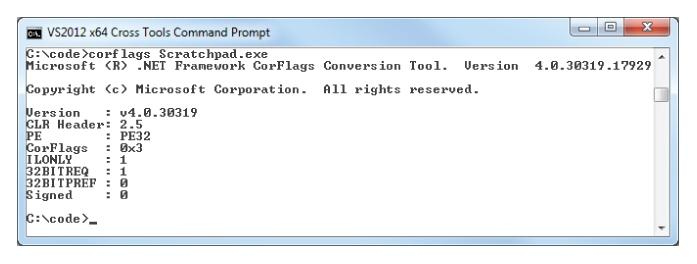 VS2012 x64 Cross Tools Command Prompt
C:\code>corflags Scratchpad.exe
Microsoft (R) .NET Framework CorFlags Conversion Tool.  Version  4.0.30319.17929
Copyright (c) Microsoft Corporation.  All rights reserved.
Version   : v4.0.30319
CLR Header: 2.5
PE        : PE32
CorFlags  : 0x3
ILONLY    : 1
32BITREQ  : 1
32BITPREF : 0
Signed    : 0
C:\code>_